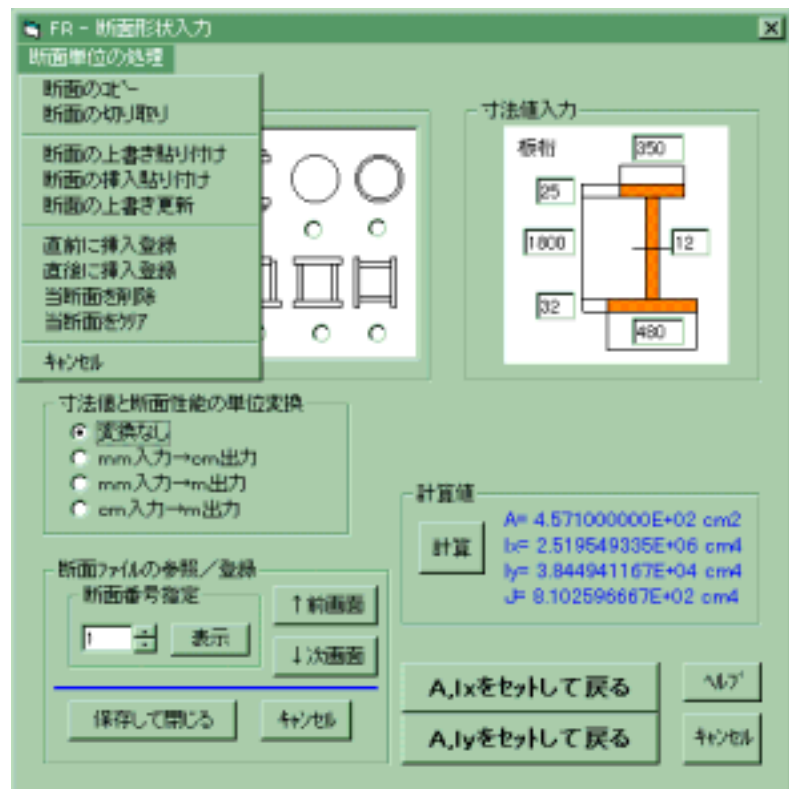 FR - 断面形状入力
断面単位の処理
断面のｺﾋﾟｰ
断面の切り取り
断面の上書き貼り付け
断面の挿入貼り付け
断面の上書き更新
直前に挿入登録
直後に挿入登録
当断面を削除
当断面をｸﾘｱ
ｷｬﾝｾﾙ
寸法値入力
板桁
350
25
1800
12
32
480
寸法値と断面性能の単位変換
変換なし
mm入力→cm出力
mm入力→m出力
cm入力→m出力
計算値
計算
A= 4.571000000E+02 cm2
Ix= 2.519549335E+06 cm4
Iy= 3.844941167E+04 cm4
J= 8.102596667E+02 cm4
断面ﾌｧｲﾙの参照／登録
断面番号指定
1
表示
↑前画面
↓次画面
保存して閉じる
ｷｬﾝｾﾙ
A,Ixをセットして戻る
ﾍﾙﾌﾟ
A,Iyをセットして戻る
ｷｬﾝｾﾙ